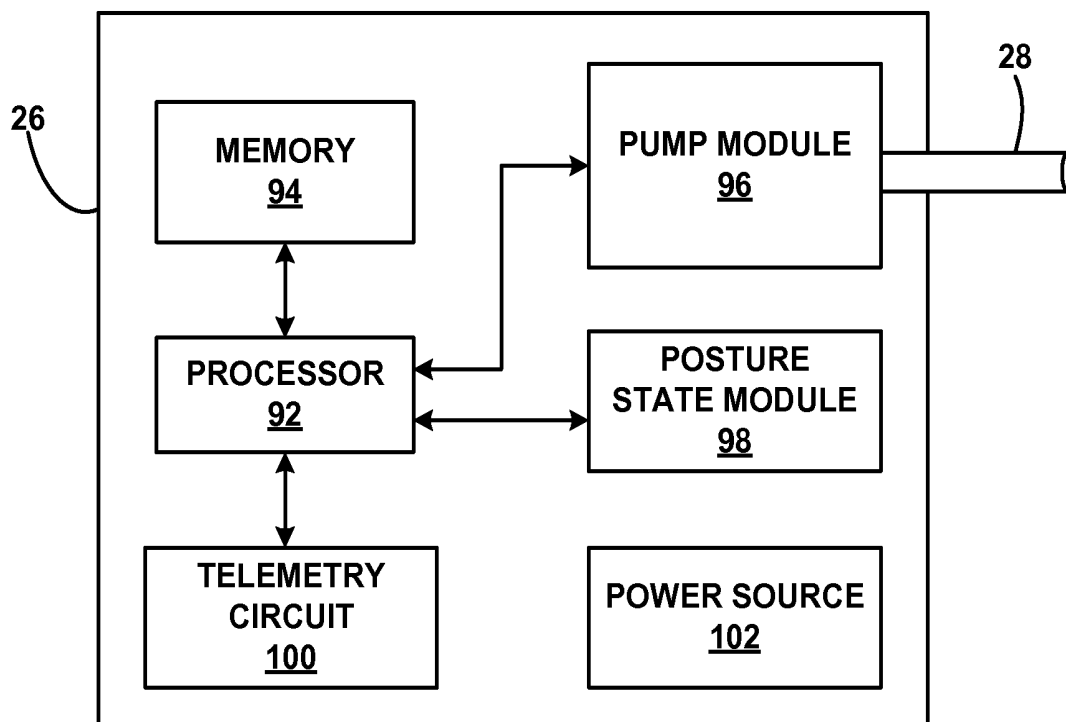 28
26
MEMORY
94
PUMP MODULE
96
PROCESSOR
92
POSTURE
STATE MODULE
98
TELEMETRY
CIRCUIT
100
POWER SOURCE
102